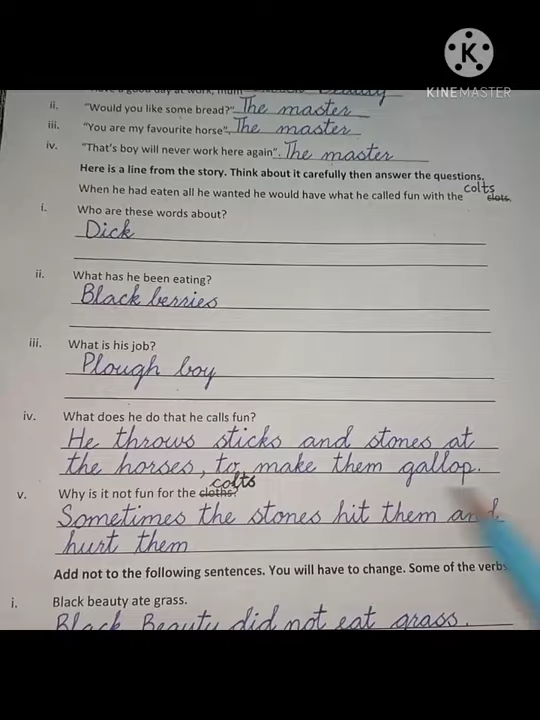 KINEMASTER
"Have a good day at work, mum"
ii. "Would you like some bread?" The master
iii. "You are my favourite horse", The master
iv. "That's boy will never work here again". The master
Here is a line from the story. Think about it carefully then answer the questions.
colts
When he had eaten all he wanted he would have what he called fun with the clots.
i. Who are these words about?
Dick
ii. What has he been eating?
Black berries
iii. What is his job?
Plough boy
iv. What does he do that he calls fun?
He throws sticks and stones at
the horses, to make them gallop.
colts
v. Why is it not fun for the cloths?
Sometimes the stones hit them and
hurt them
Add not to the following sentences. You will have to change. Some of the verbs
i. Black beauty ate grass.
Black Beauty did not eat grass.